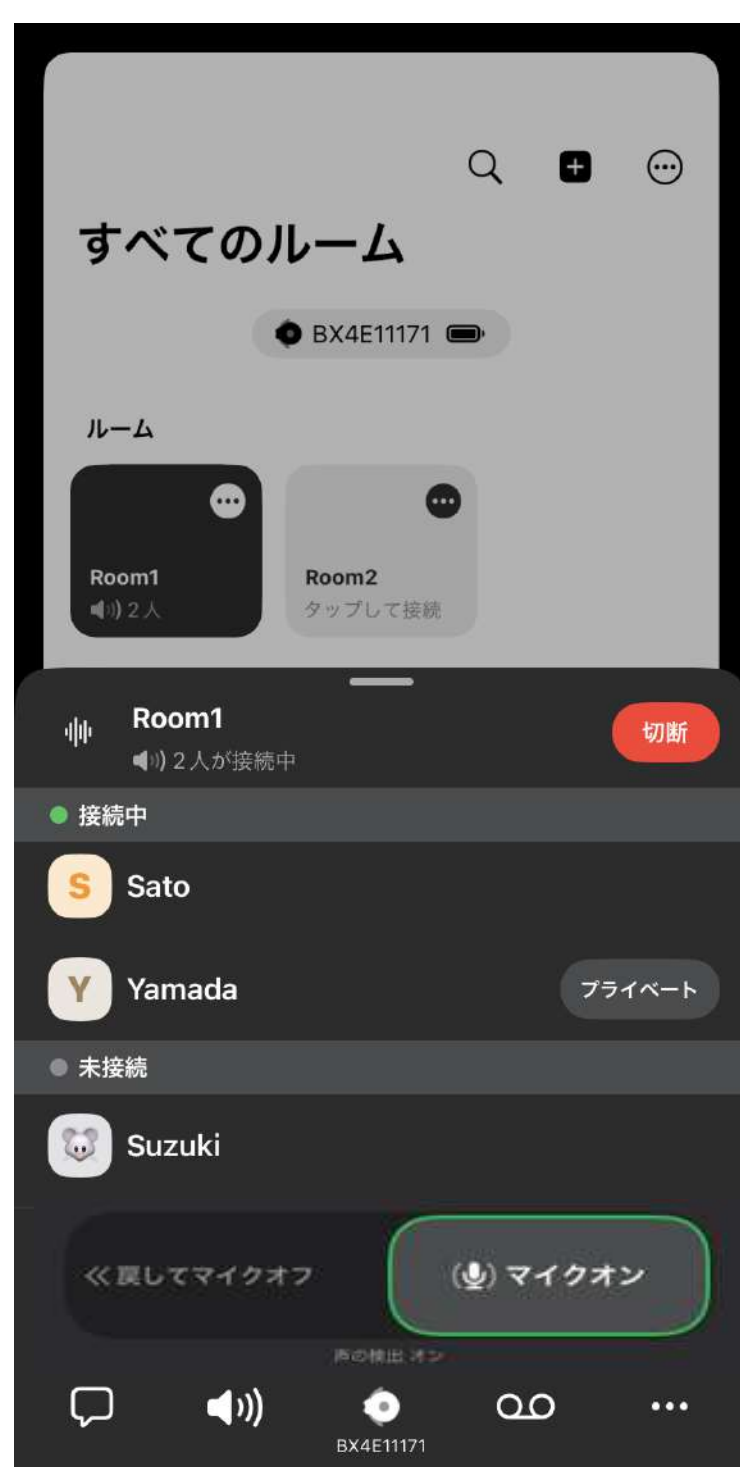 すべてのルーム
BX4E11171
ルーム
Room1
2人
Room2
タップして接続
Room1
2人が接続中
切断
接続中
S
Sato
Y
Yamada
プライベート
未接続
Suzuki
≪戻してマイクオフ
マイクオン
声の検出 オン
BX4E11171